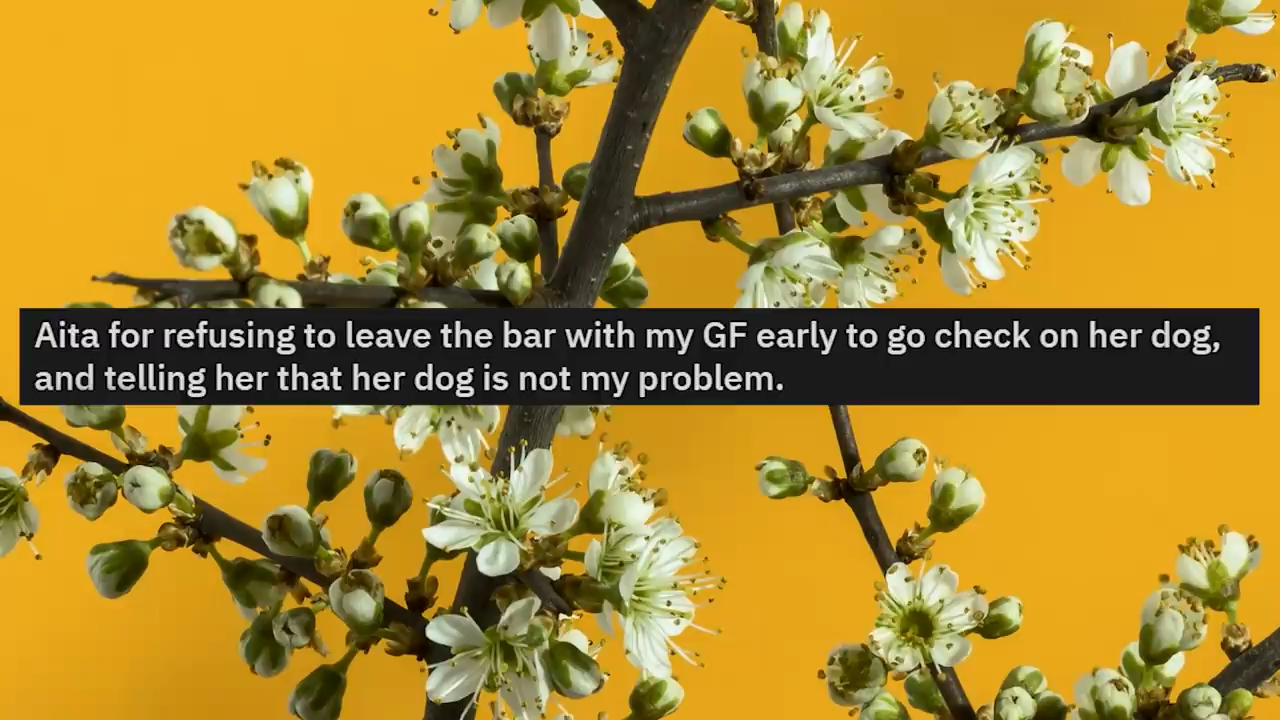 Aita for refusing to leave the bar with my GF early to go check on her dog,
and telling her that her dog is not my problem.